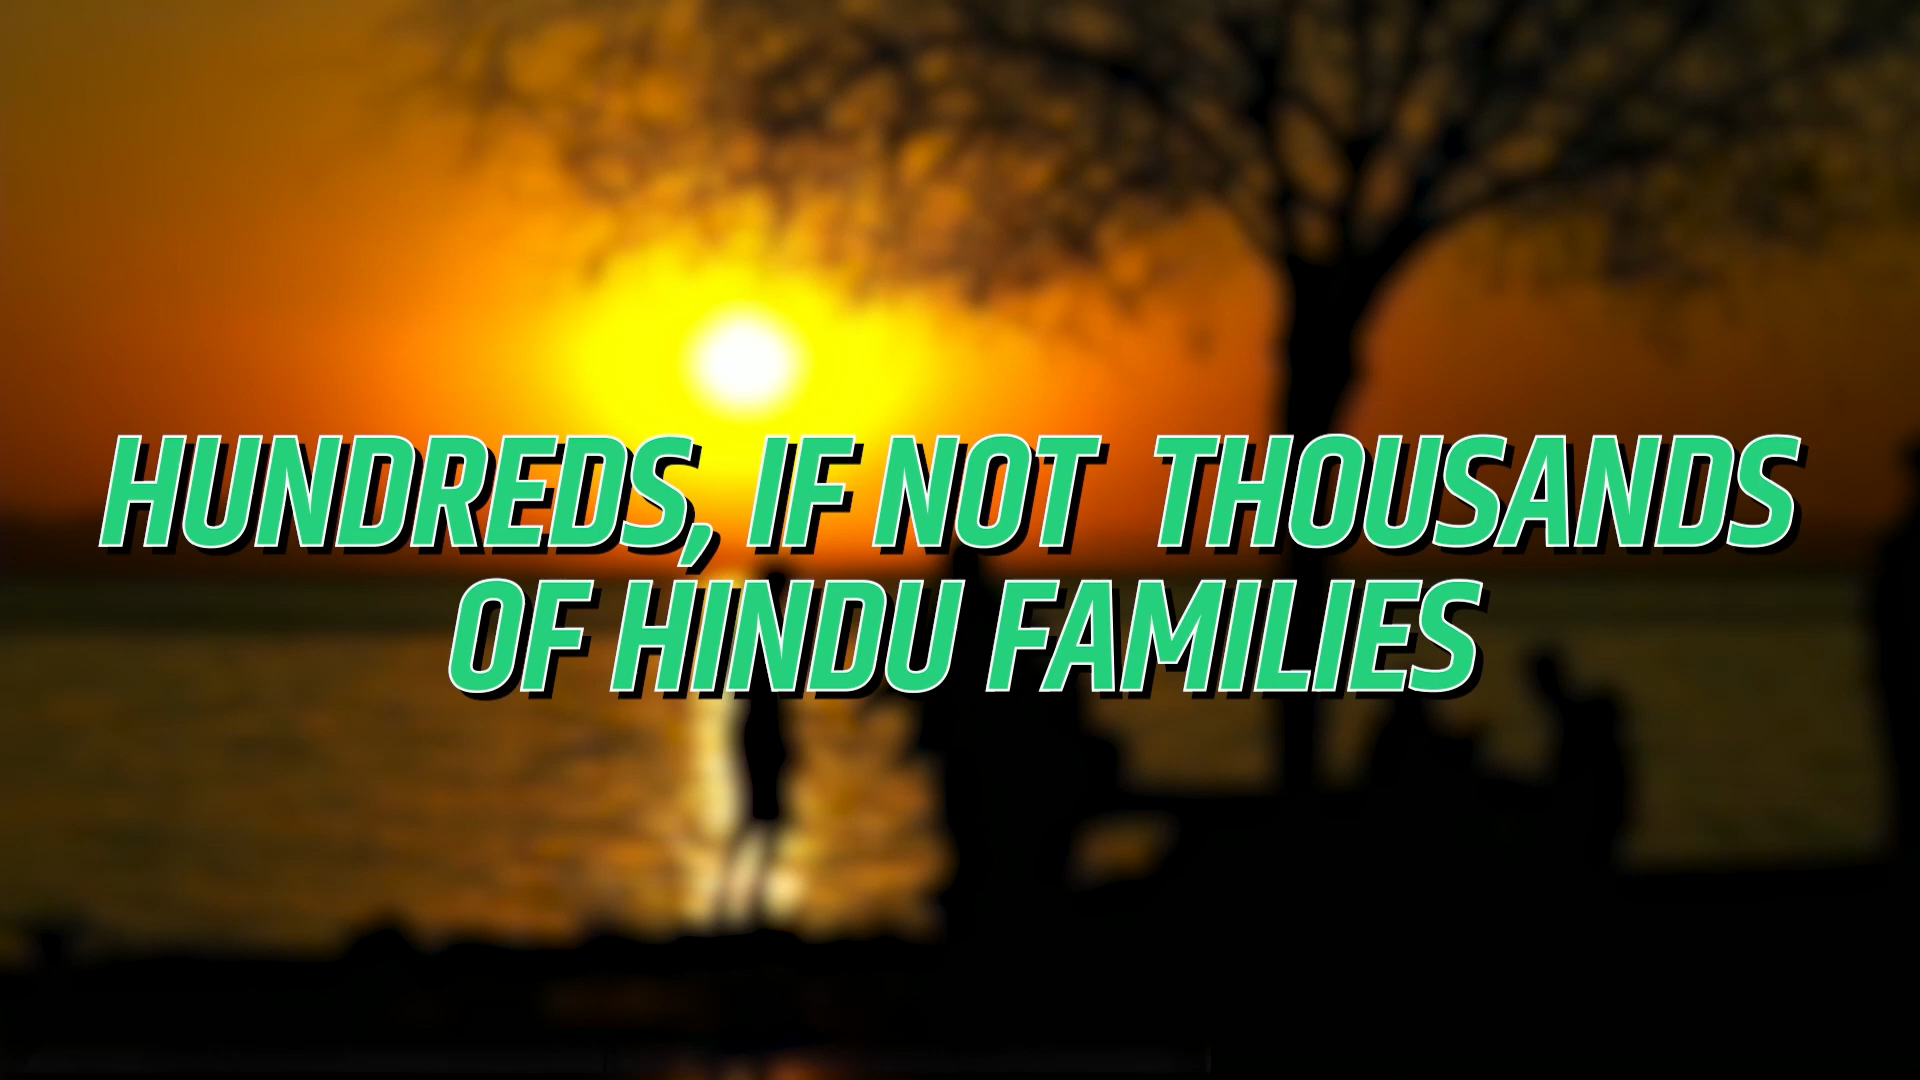 HUNDREDS, IF NOT THOUSANDS
OF HINDU FAMILIES